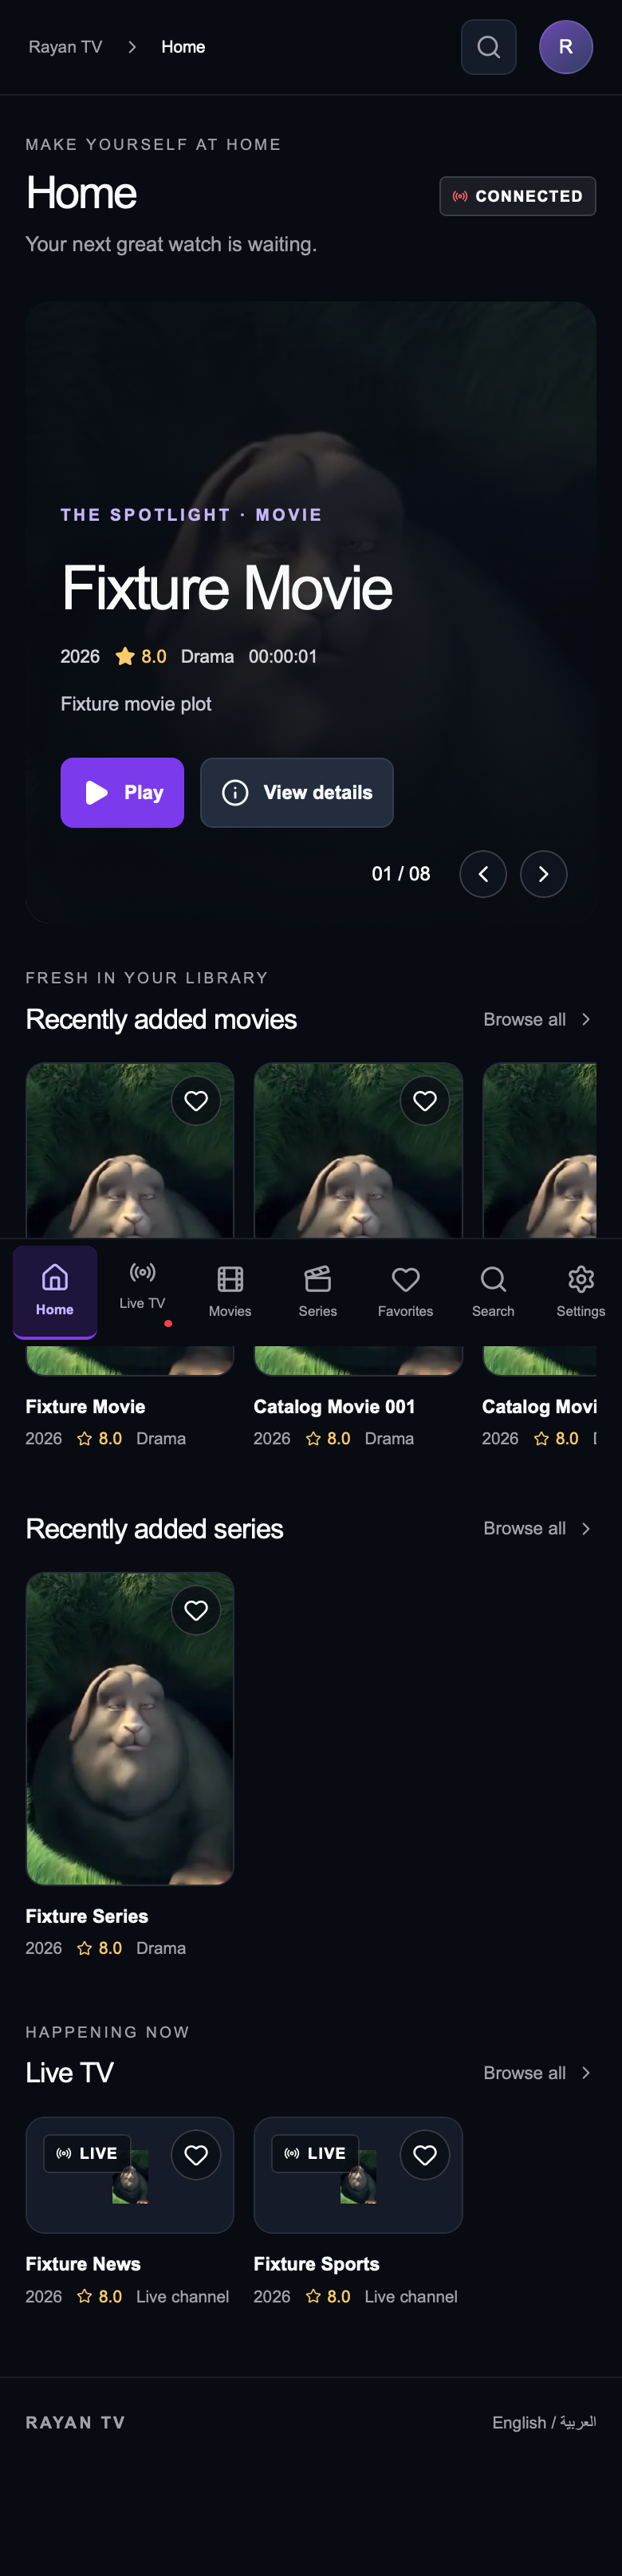 Rayan TV > Home
R
MAKE YOURSELF AT HOME
Home
CONNECTED
Your next great watch is waiting.
THE SPOTLIGHT · MOVIE
Fixture Movie
2026 8.0 Drama 00:00:01
Fixture movie plot
Play
View details
01 / 08
FRESH IN YOUR LIBRARY
Recently added movies
Browse all
Home
Live TV
Movies
Series
Favorites
Search
Settings
Fixture Movie
2026 8.0 Drama
Catalog Movie 001
2026 8.0 Drama
Catalog Movi
2026 8.0
Recently added series
Browse all
Fixture Series
2026 8.0 Drama
HAPPENING NOW
Live TV
Browse all
LIVE
LIVE
Fixture News
2026 8.0 Live channel
Fixture Sports
2026 8.0 Live channel
RAYAN TV
English / العربية